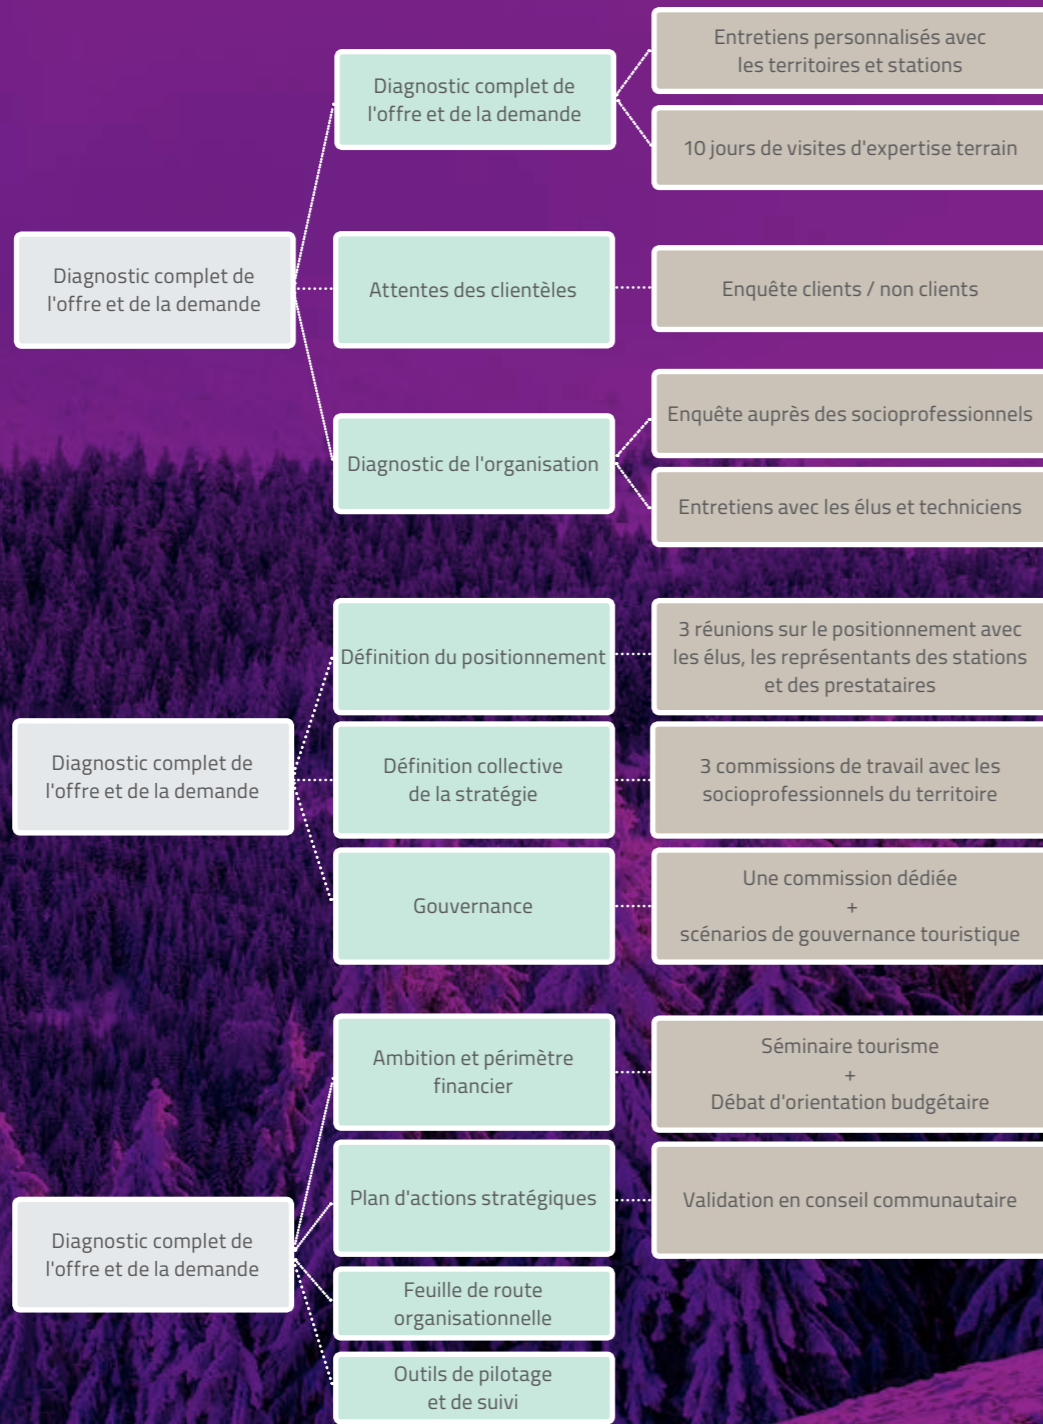 Diagnostic complet de
l'offre et de la demande
Diagnostic complet de
l'offre et de la demande
Entretiens personnalisés avec
les territoires et stations
10 jours de visites d'expertise terrain
Attentes des clientèles
Enquête clients / non clients
Diagnostic de l'organisation
Enquête auprès des socioprofessionnels
Entretiens avec les élus et techniciens
Diagnostic complet de
l'offre et de la demande
Définition du positionnement
3 réunions sur le positionnement avec
les élus, les représentants des stations
et des prestataires
Définition collective
de la stratégie
3 commissions de travail avec les
socioprofessionnels du territoire
Gouvernance
Une commission dédiée
+
scénarios de gouvernance touristique
Diagnostic complet de
l'offre et de la demande
Ambition et périmètre
financier
Séminaire tourisme
+
Débat d'orientation budgétaire
Plan d'actions stratégiques
Validation en conseil communautaire
Feuille de route
organisationnelle
Outils de pilotage
et de suivi